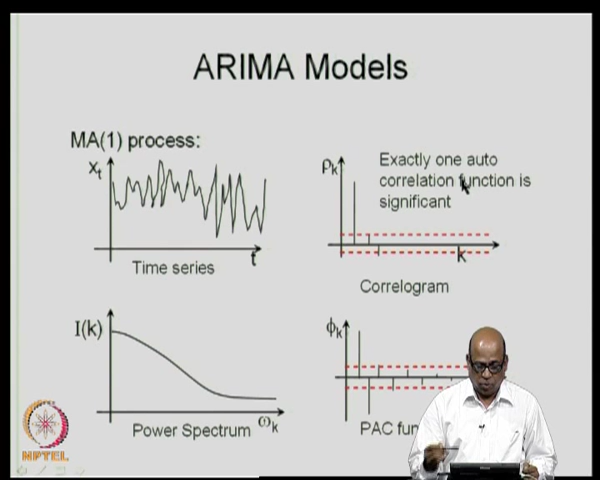 ARIMA Models
MA(1) process:
Xt
t
Time series
ρk
Exactly one auto
correlation function is
significant
k
Correlogram
I(k)
ωk
Power Spectrum
ϕk
PAC
NPTEL